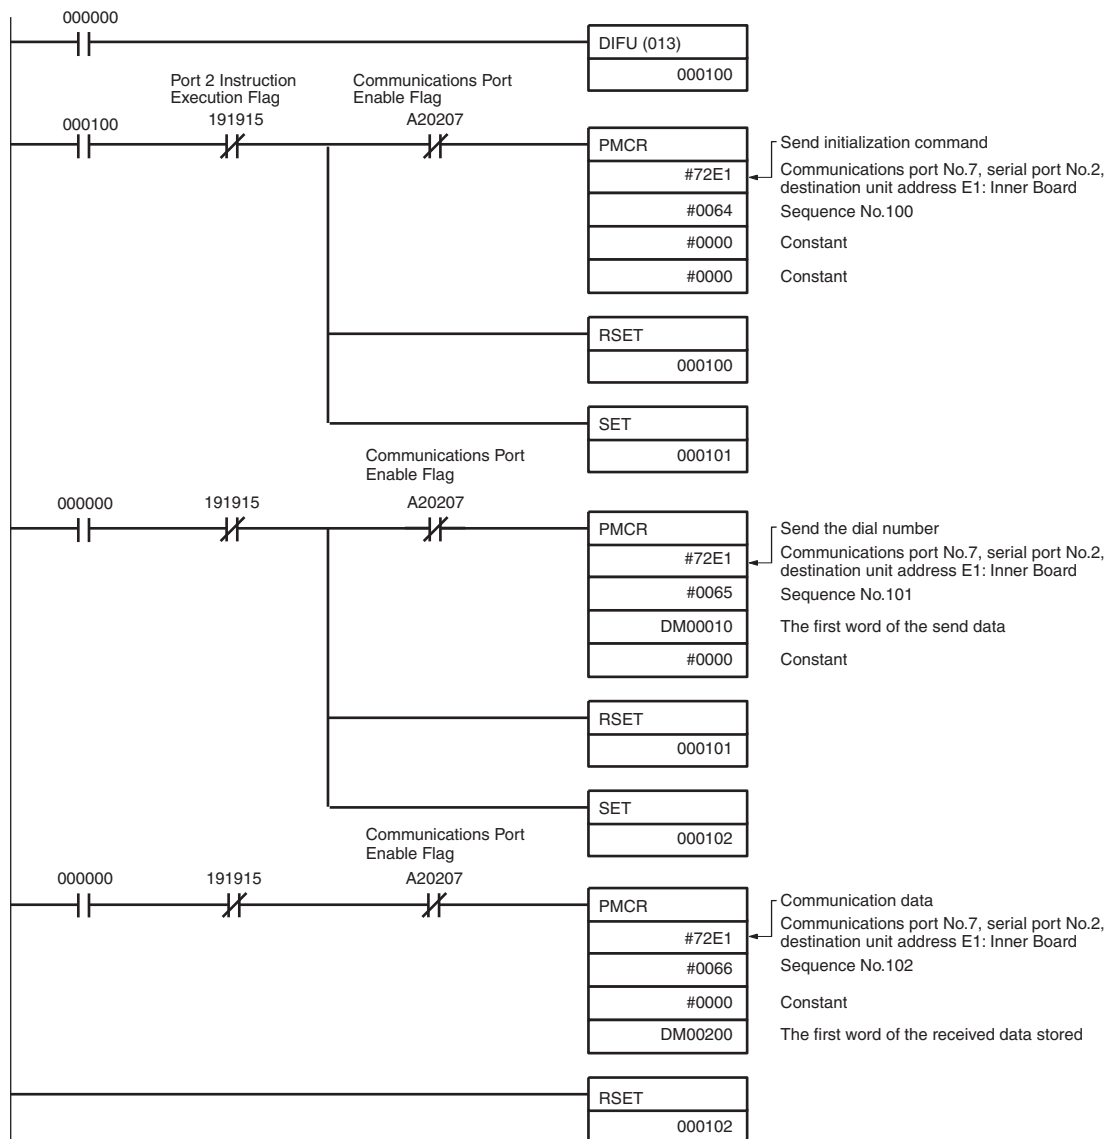 000000
DIFU (013)
000100
Port 2 Instruction
Execution Flag
Communications Port
Enable Flag
000100
191915
A20207
PMCR
#72E1
#0064
#0000
#0000
Send initialization command
Communications port No.7, serial port No.2,
destination unit address E1: Inner Board
Sequence No.100
Constant
Constant
RSET
000100
SET
000101
Communications Port
Enable Flag
000000
191915
A20207
PMCR
#72E1
#0065
DM00010
#0000
Send the dial number
Communications port No.7, serial port No.2,
destination unit address E1: Inner Board
Sequence No.101
The first word of the send data
Constant
RSET
000101
SET
000102
Communications Port
Enable Flag
000000
191915
A20207
PMCR
#72E1
#0066
#0000
DM00200
Communication data
Communications port No.7, serial port No.2,
destination unit address E1: Inner Board
Sequence No.102
Constant
The first word of the received data stored
RSET
000102